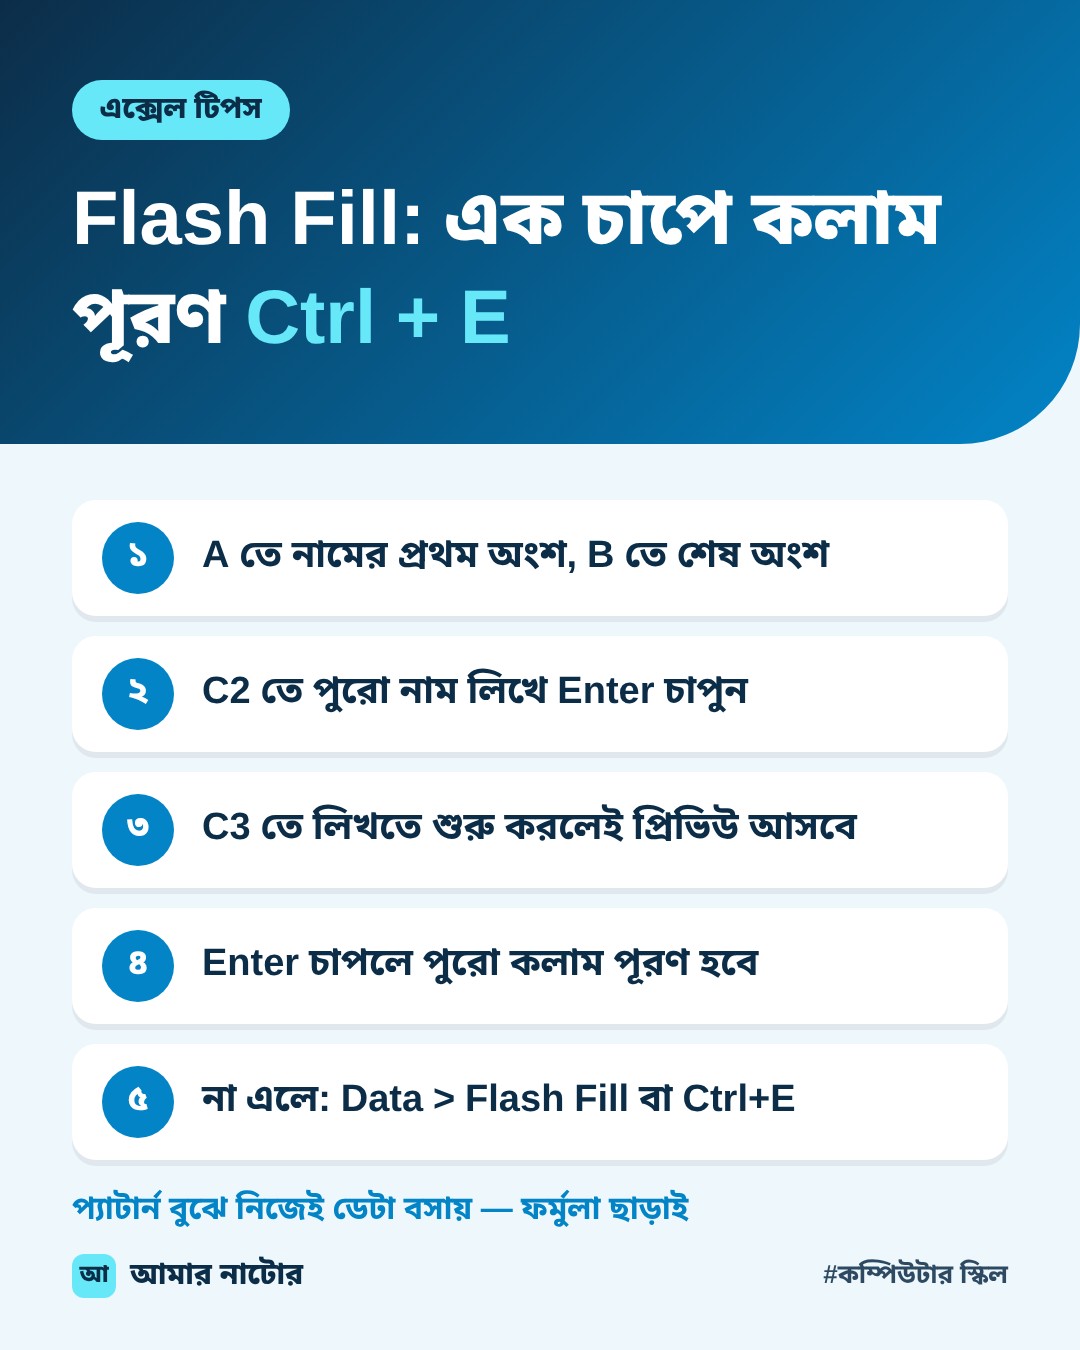 এক্সেল টিপস
Flash Fill: এক চাপে কলাম
পূরণ Ctrl + E
১ A তে নামের প্রথম অংশ, B তে শেষ অংশ
২ C2 তে পুরো নাম লিখে Enter চাপুন
৩ C3 তে লিখতে শুরু করলেই প্রিভিউ আসবে
৪ Enter চাপলে পুরো কলাম পূরণ হবে
৫ না এলে: Data > Flash Fill বা Ctrl+E
প্যাটার্ন বুঝে নিজেই ডেটা বসায় — ফর্মুলা ছাড়াই
আ আমার নাটোর #কম্পিউটার স্কিল